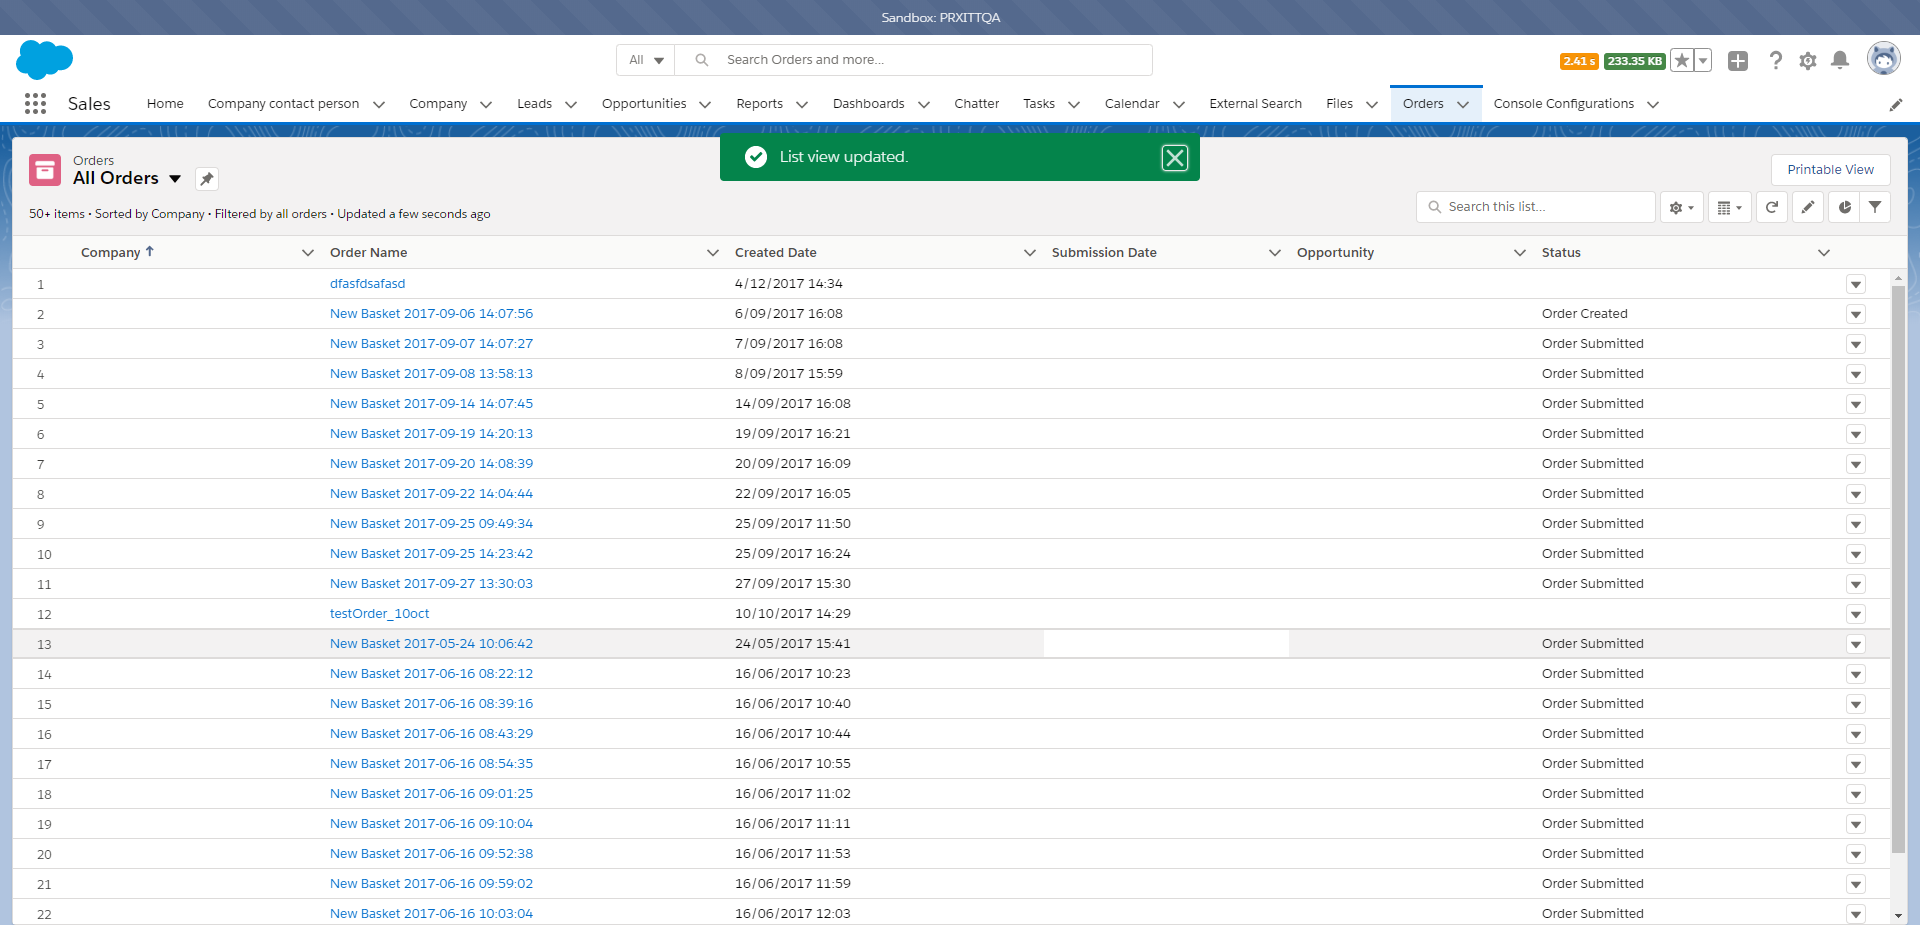 Sandbox: PRXITTQA
All Search Orders and more... 2.41 s 233.35 KB
Sales Home Company contact person Company Leads Opportunities Reports Dashboards Chatter Tasks Calendar External Search Files Orders Console Configurations
List view updated.
Orders
All Orders
Printable View
50+ items • Sorted by Company • Filtered by all orders • Updated a few seconds ago
Search this list...
Company Order Name Created Date Submission Date Opportunity Status
1 dfasfdsafasd 4/12/2017 14:34
2 New Basket 2017-09-06 14:07:56 6/09/2017 16:08 Order Created
3 New Basket 2017-09-07 14:07:27 7/09/2017 16:08 Order Submitted
4 New Basket 2017-09-08 13:58:13 8/09/2017 15:59 Order Submitted
5 New Basket 2017-09-14 14:07:45 14/09/2017 16:08 Order Submitted
6 New Basket 2017-09-19 14:20:13 19/09/2017 16:21 Order Submitted
7 New Basket 2017-09-20 14:08:39 20/09/2017 16:09 Order Submitted
8 New Basket 2017-09-22 14:04:44 22/09/2017 16:05 Order Submitted
9 New Basket 2017-09-25 09:49:34 25/09/2017 11:50 Order Submitted
10 New Basket 2017-09-25 14:23:42 25/09/2017 16:24 Order Submitted
11 New Basket 2017-09-27 13:30:03 27/09/2017 15:30 Order Submitted
12 testOrder_10oct 10/10/2017 14:29
13 New Basket 2017-05-24 10:06:42 24/05/2017 15:41 Order Submitted
14 New Basket 2017-06-16 08:22:12 16/06/2017 10:23 Order Submitted
15 New Basket 2017-06-16 08:39:16 16/06/2017 10:40 Order Submitted
16 New Basket 2017-06-16 08:43:29 16/06/2017 10:44 Order Submitted
17 New Basket 2017-06-16 08:54:35 16/06/2017 10:55 Order Submitted
18 New Basket 2017-06-16 09:01:25 16/06/2017 11:02 Order Submitted
19 New Basket 2017-06-16 09:10:04 16/06/2017 11:11 Order Submitted
20 New Basket 2017-06-16 09:52:38 16/06/2017 11:53 Order Submitted
21 New Basket 2017-06-16 09:59:02 16/06/2017 11:59 Order Submitted
22 New Basket 2017-06-16 10:03:04 16/06/2017 12:03 Order Submitted